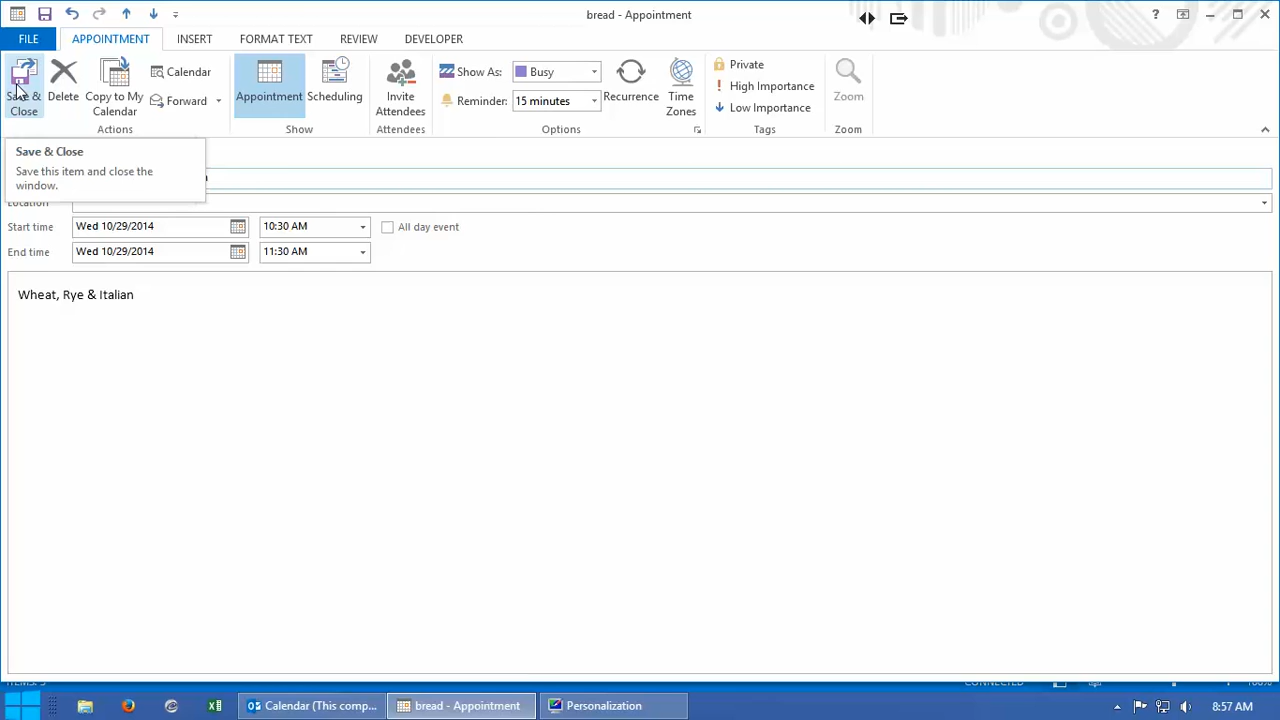 bread - Appointment
?
FILE APPOINTMENT INSERT FORMAT TEXT REVIEW DEVELOPER
Save & Close
Delete
Copy to My Calendar
Calendar
Forward
Actions
Appointment
Scheduling
Show
Invite Attendees
Attendees
Show As: Busy
Reminder: 15 minutes
Recurrence
Time Zones
Options
Private
High Importance
Low Importance
Tags
Zoom
Zoom
Save & Close
Save this item and close the
window.
Location
Start time Wed 10/29/2014 10:30 AM All day event
End time Wed 10/29/2014 11:30 AM
Wheat, Rye & Italian
CONNECTED
Calendar (This comp... bread - Appointment Personalization 8:57 AM